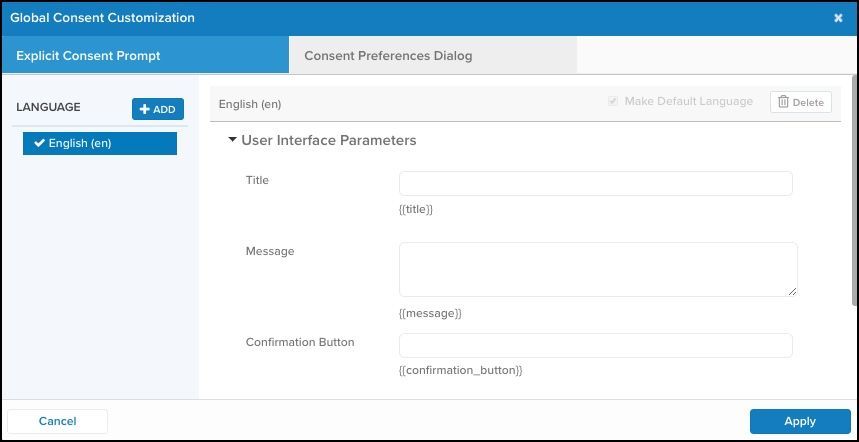 Global Consent Customization
Explicit Consent Prompt
Consent Preferences Dialog
LANGUAGE
ADD
English (en)
English (en)
Make Default Language
Delete
User Interface Parameters
Title
{{title}}
Message
{{message}}
Confirmation Button
{{confirmation_button}}
Cancel
Apply